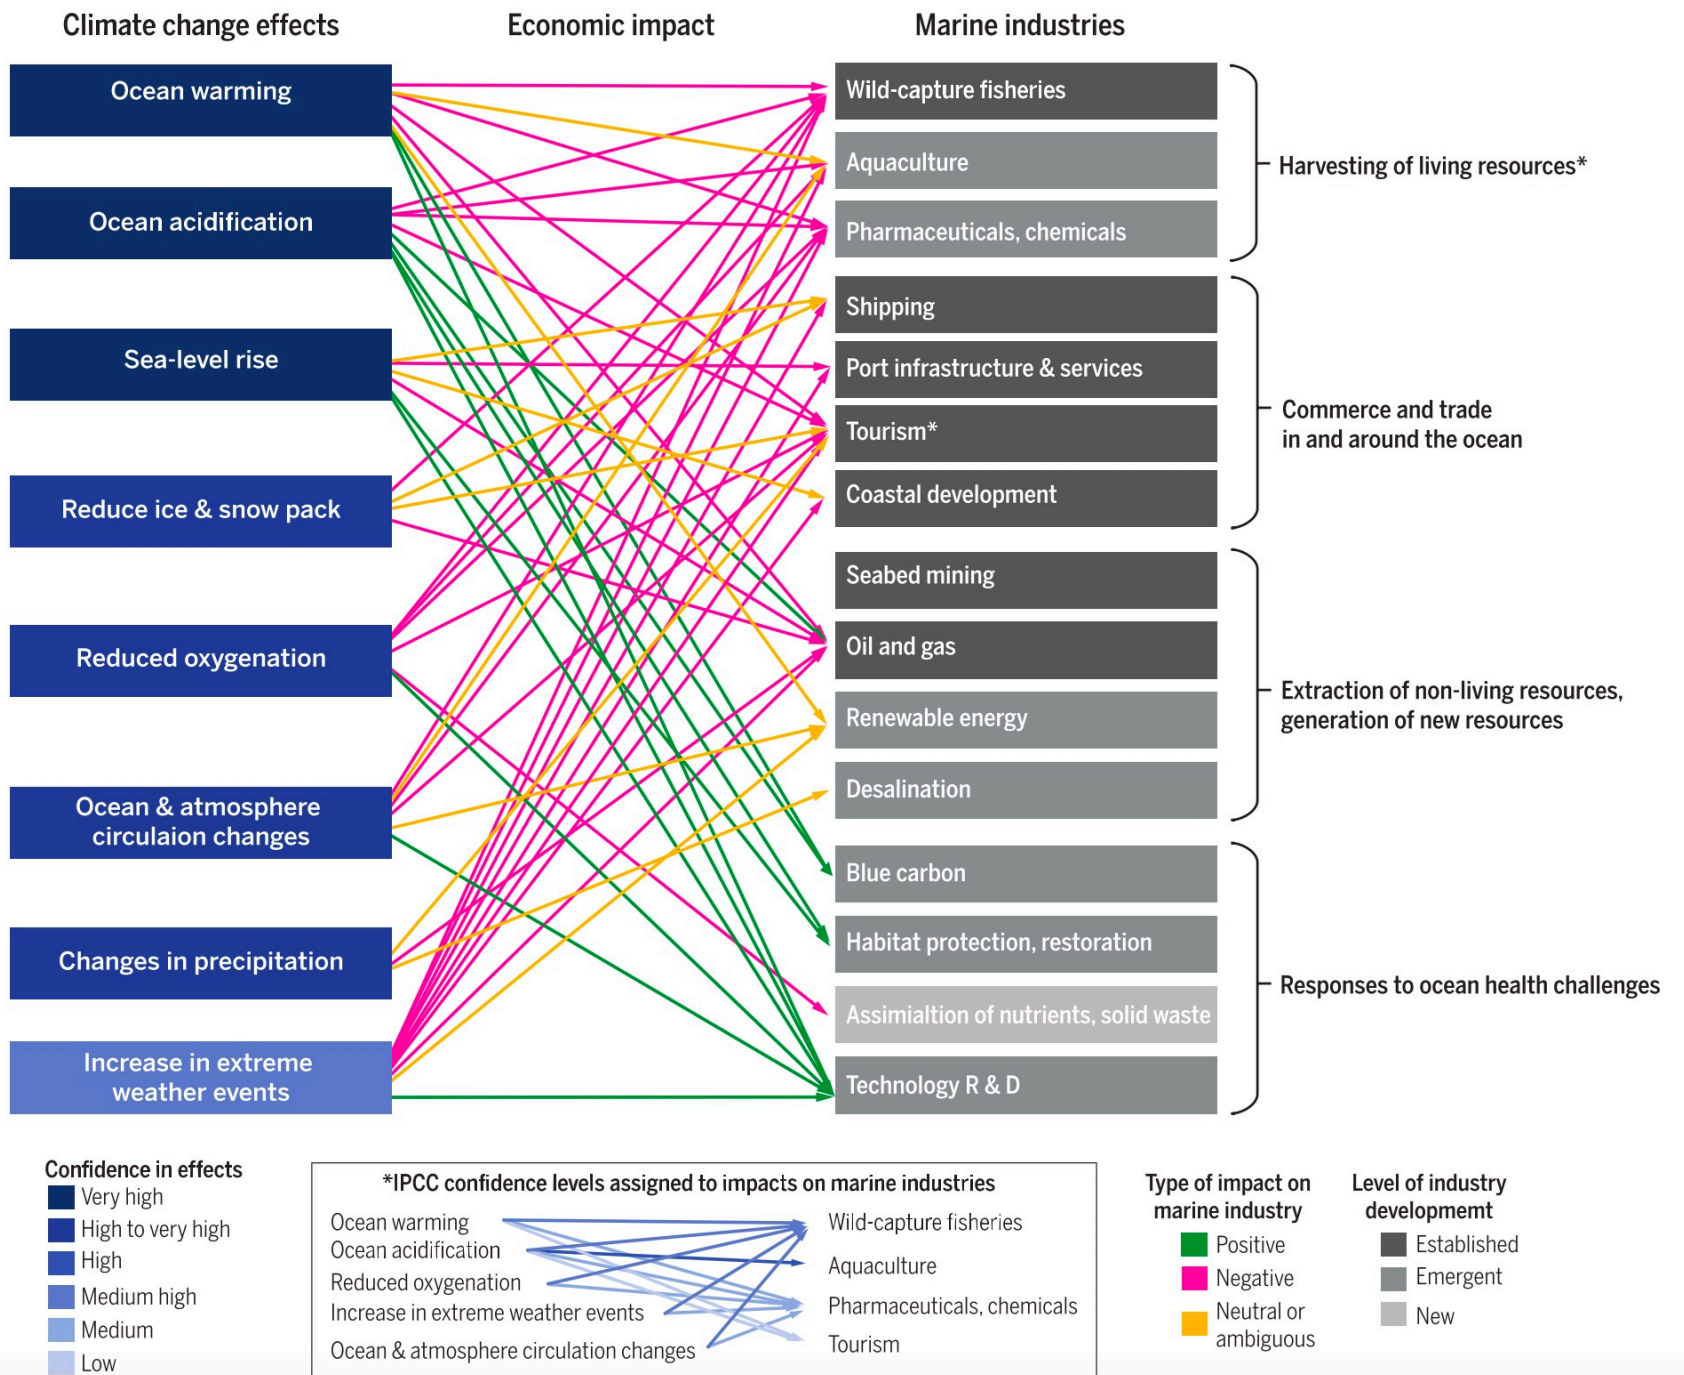 Climate change effects
Economic impact
Marine industries
Ocean warming
Ocean acidification
Sea-level rise
Reduce ice & snow pack
Reduced oxygenation
Ocean & atmosphere
circulaion changes
Changes in precipitation
Increase in extreme
weather events
Wild-capture fisheries
Aquaculture
Pharmaceuticals, chemicals
Shipping
Port infrastructure & services
Tourism*
Coastal development
Seabed mining
Oil and gas
Renewable energy
Desalination
Blue carbon
Habitat protection, restoration
Assimialtion of nutrients, solid waste
Technology R & D
Harvesting of living resources*
Commerce and trade
in and around the ocean
Extraction of non-living resources,
generation of new resources
Responses to ocean health challenges
Confidence in effects
Very high
High to very high
High
Medium high
Medium
Low
*IPCC confidence levels assigned to impacts on marine industries
Ocean warming
Ocean acidification
Reduced oxygenation
Increase in extreme weather events
Ocean & atmosphere circulation changes
Wild-capture fisheries
Aquaculture
Pharmaceuticals, chemicals
Tourism
Type of impact on
marine industry
Positive
Negative
Neutral or
ambiguous
Level of industry
developmemt
Established
Emergent
New